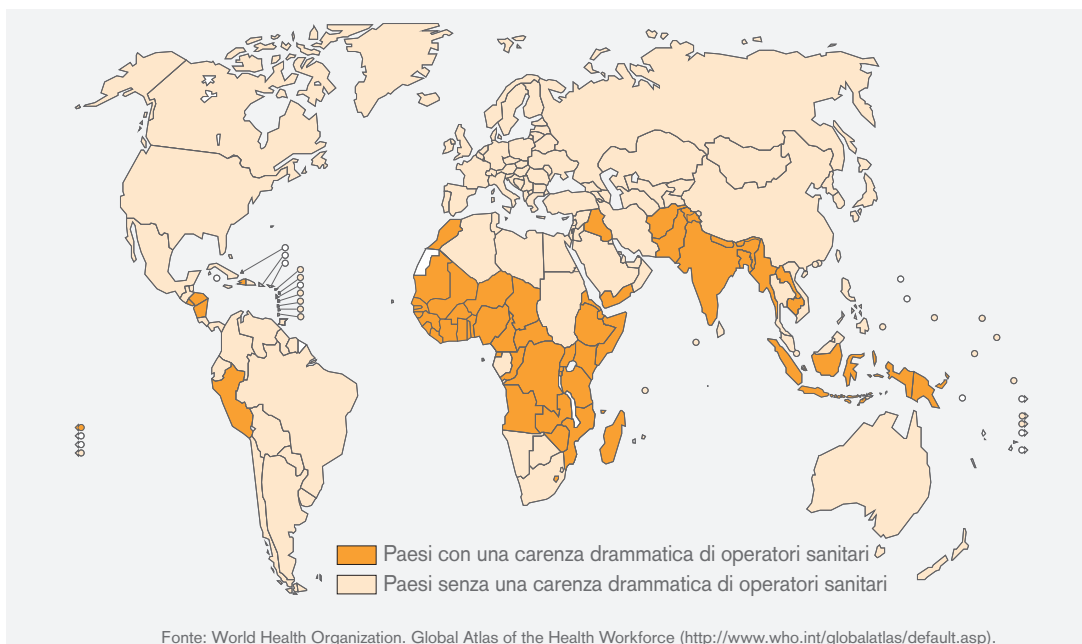 Paesi con una carenza drammatica di operatori sanitari
Paesi senza una carenza drammatica di operatori sanitari
Fonte: World Health Organization. Global Atlas of the Health Workforce (http://www.who.int/globalatlas/default.asp).